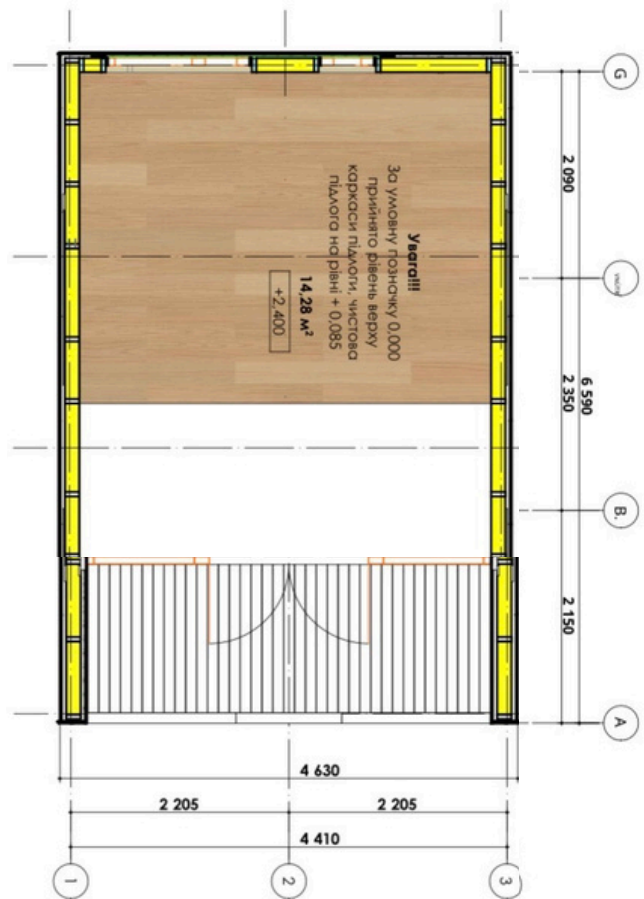 G
2 090
2 350
6 590
B.
2 150
A
Увага!!!
За умовну позначку 0,000
прийнято рівень верху
каркаси підлоги, чистова
підлога на рівні + 0,085
14,28 м²
+2,400
4 630
2 205
2 205
4 410
1
2
3